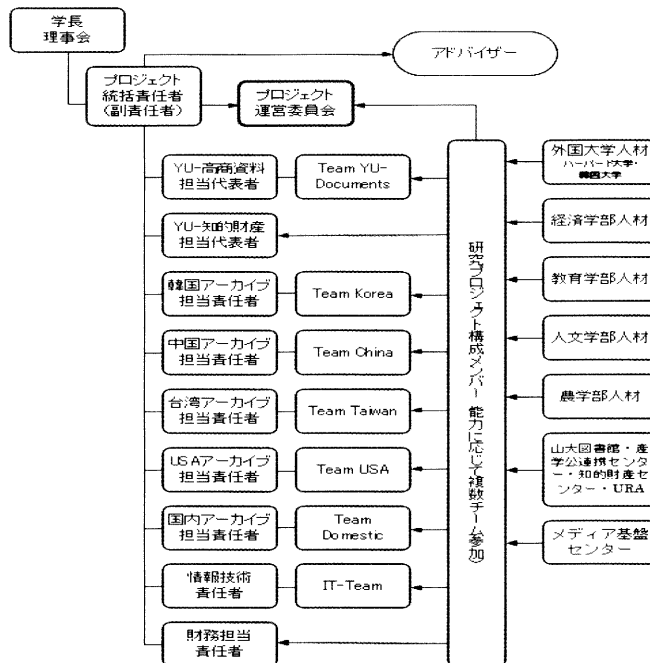 学長
理事会
アドバイザー
プロジェクト
統括責任者
(副責任者)
プロジェクト
運営委員会
YU-高商資料
担当代表者
Team YU-
Documents
YU-知的財産
担当代表者
韓国アーカイブ
担当責任者
Team Korea
中国アーカイブ
担当責任者
Team China
台湾アーカイブ
担当責任者
Team Taiwan
USAアーカイブ
担当責任者
Team USA
国内アーカイブ
担当責任者
Team
Domestic
情報技術
責任者
IT-Team
財務担当
責任者
研究プロジェクト構成メンバー(能力に応じて複数チーム参加)
外国大学人材
ハーバード大学・
韓国大学
経済学部人材
教育学部人材
人文学部人材
農学部人材
山大図書館・産
学公連携センタ
ー・知的財産セ
ンター・URA
メディア基盤
センター